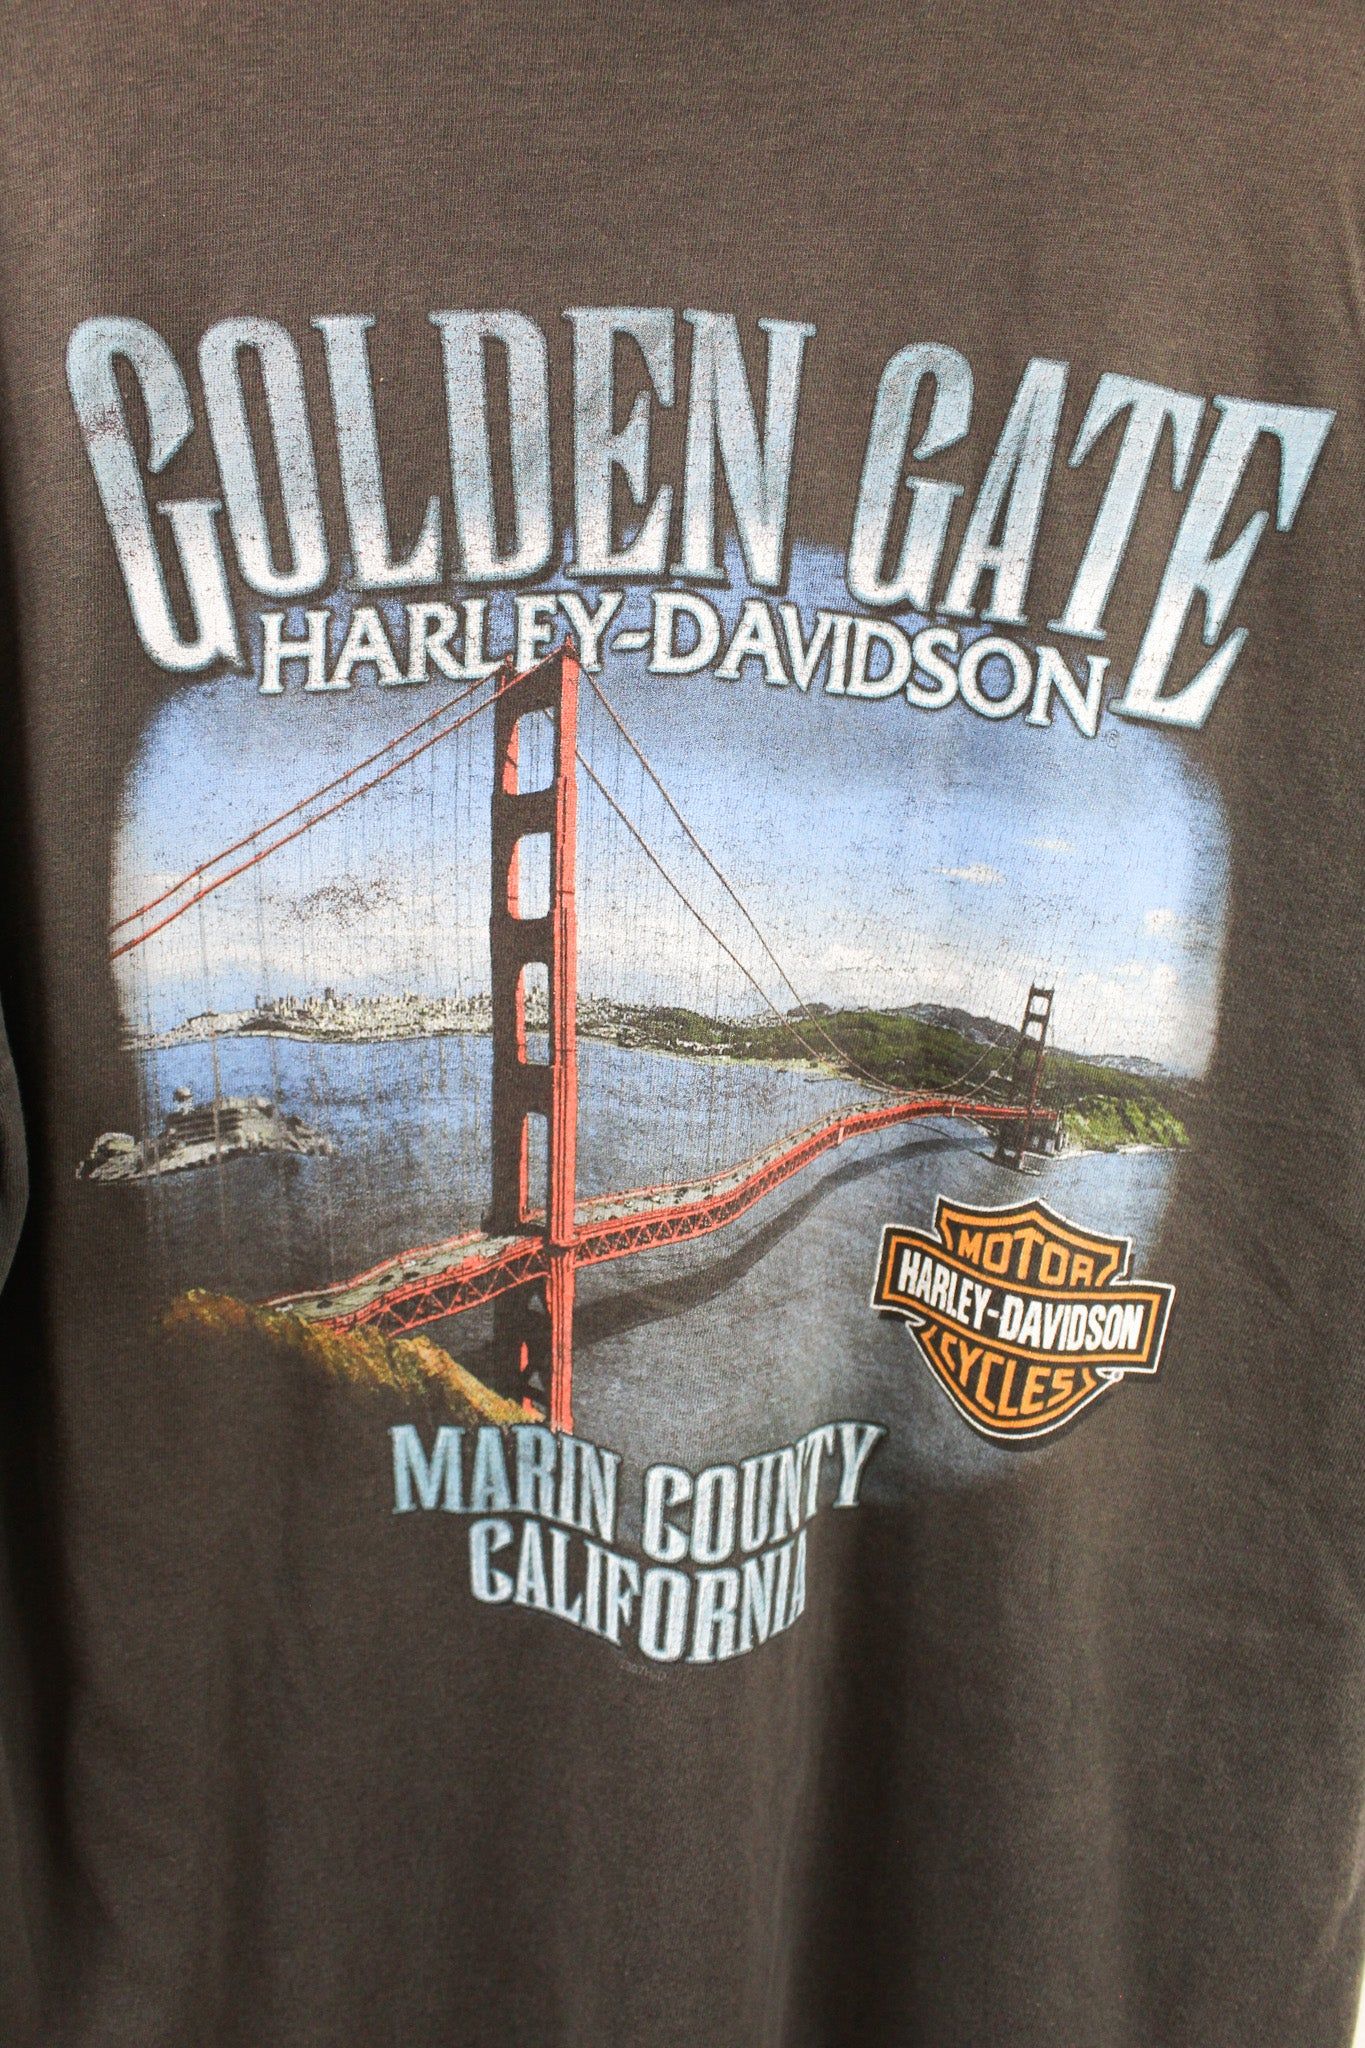 GOLDEN GATE
HARLEY-DAVIDSON
MOTOR
HARLEY-DAVIDSON
CYCLES
MARIN COUNTY
CALIFORNIA